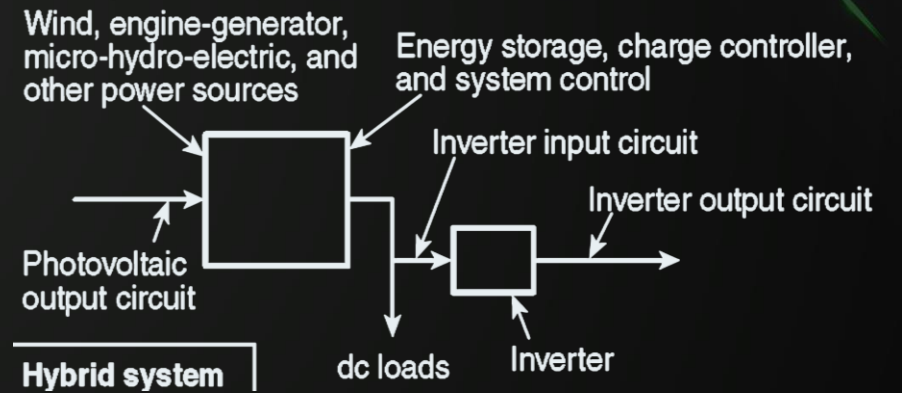 Wind, engine-generator,
micro-hydro-electric, and
other power sources
Energy storage, charge controller,
and system control
Inverter input circuit
Inverter output circuit
Photovoltaic
output circuit
dc loads
Inverter
Hybrid system